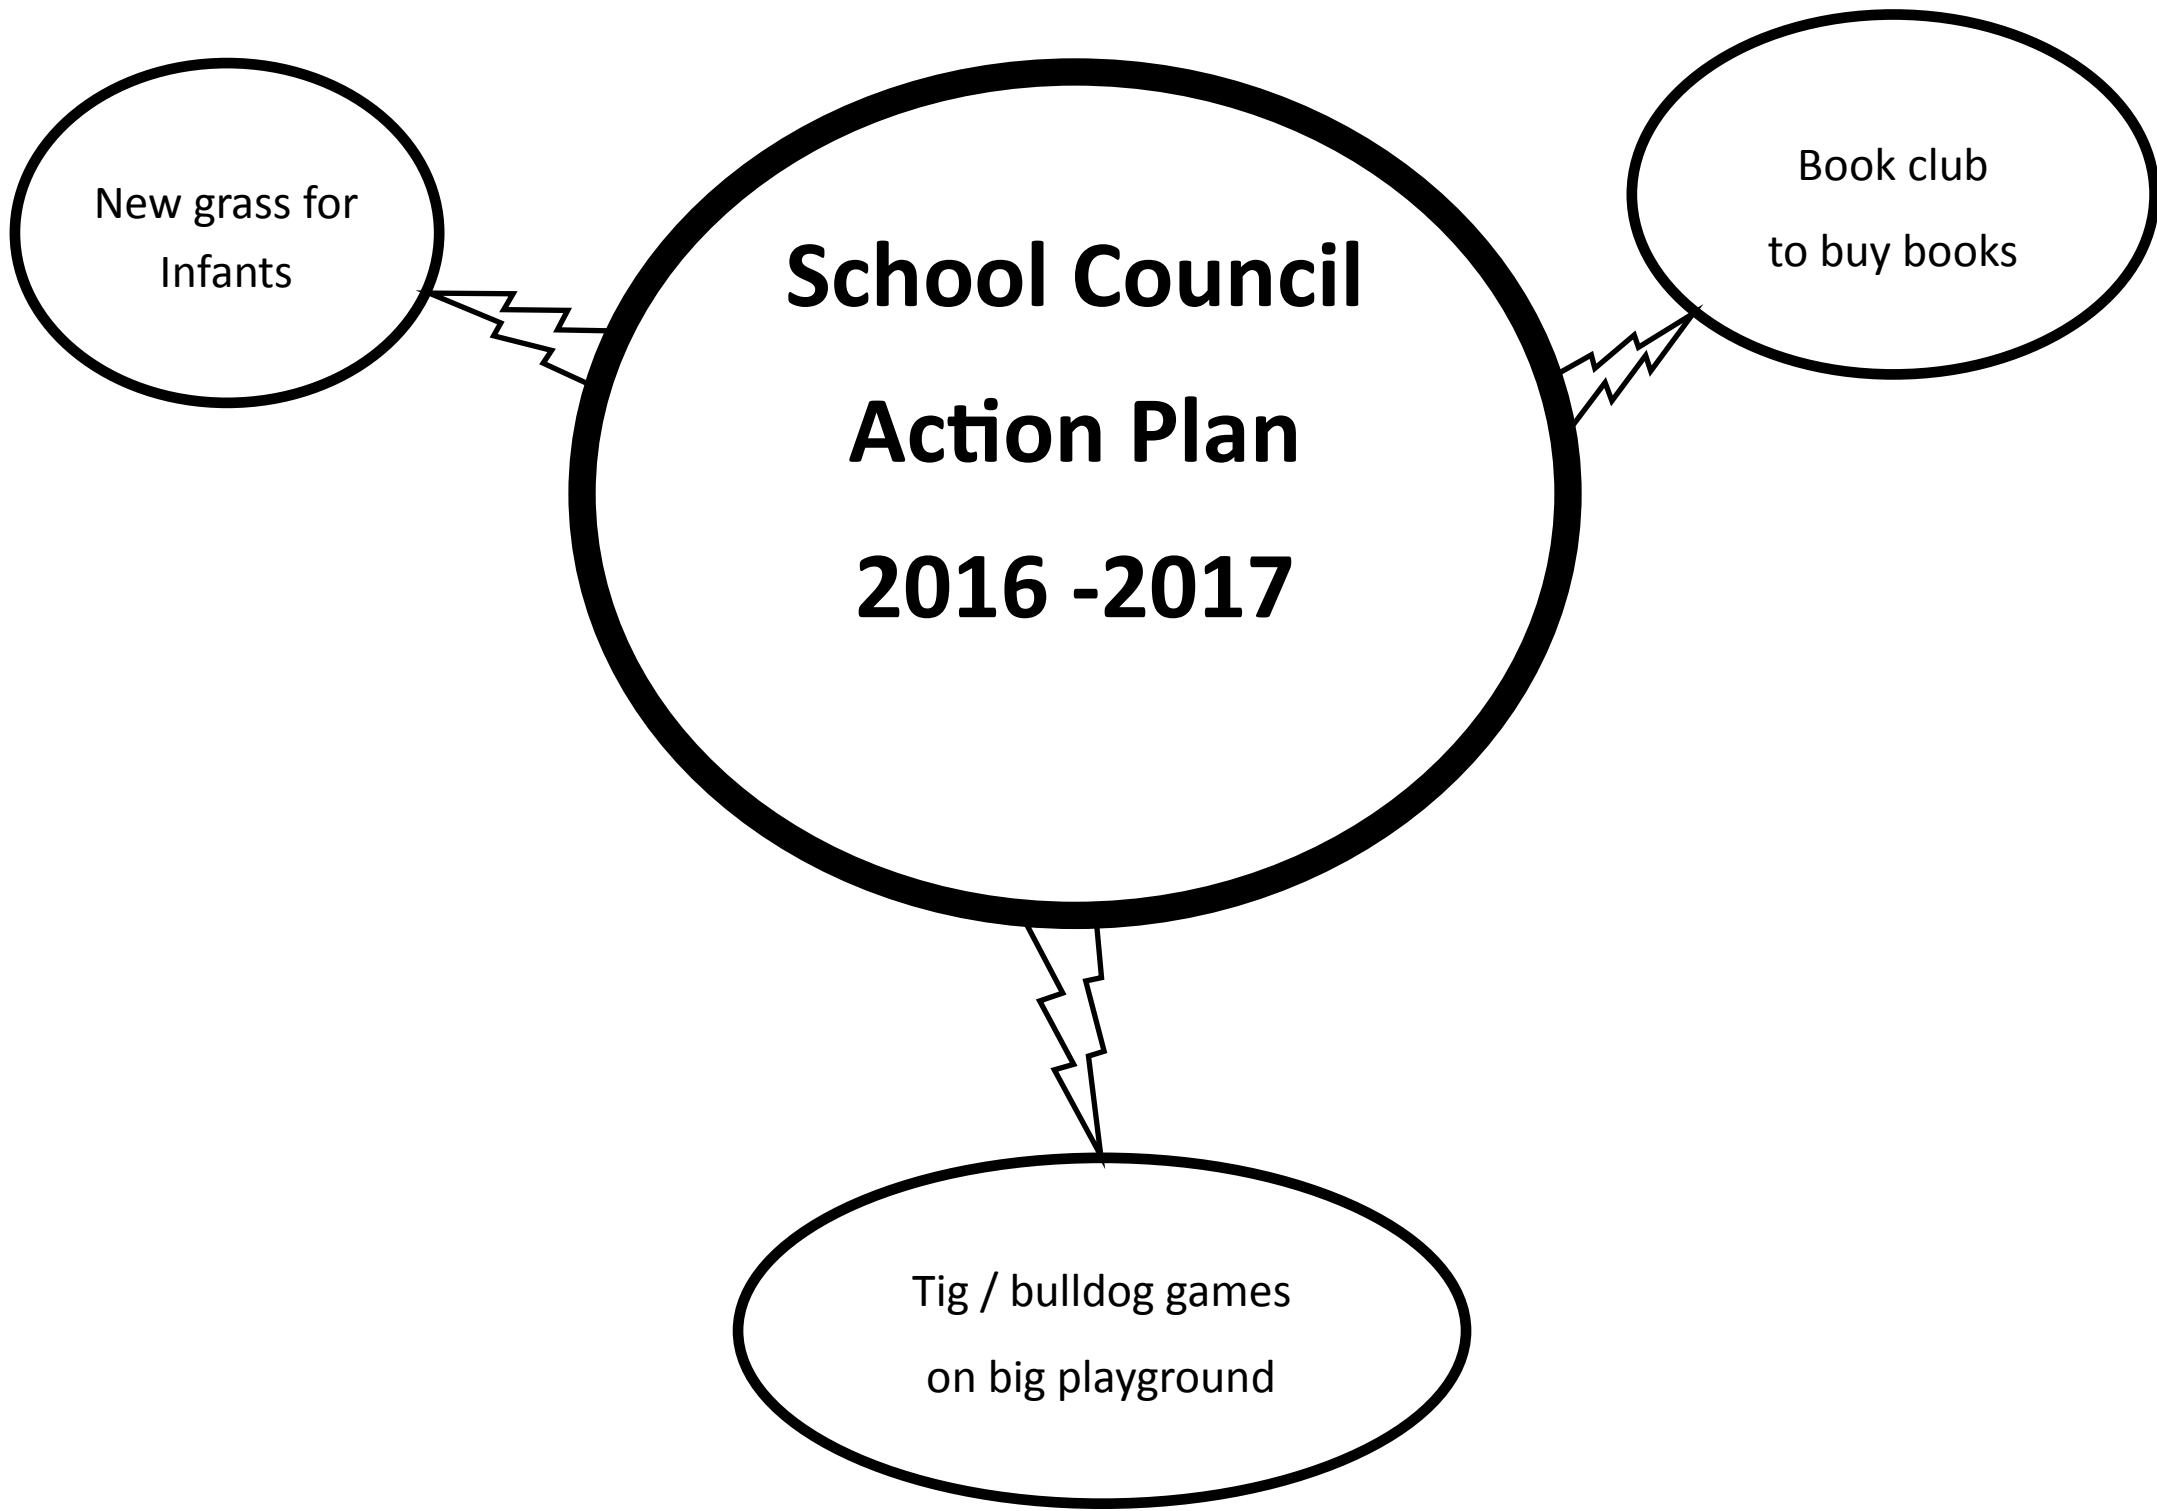 New grass for
Infants
School Council
Action Plan
2016 -2017
Book club
to buy books
Tig / bulldog games
on big playground